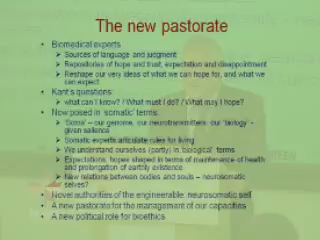 The new pastorate
• Biomedical experts
➢ Sources of language and judgment
➢ Repositories of hope and trust, expectation and disappointment
➢ Reshape our very ideas of what we can hope for, and what we
can expect
• Kant's questions:
➢ what can I know? / What must I do? / What may I hope?
• Now posed in 'somatic' terms:
➢ 'Soma' – our genome, our neurotransmitters: our 'biology' -
given salience
➢ Somatic experts articulate rules for living
➢ We understand ourselves (partly) in 'biological' terms
➢ Expectations, hopes shaped in terms of maintenance of health
and prolongation of earthly existence
➢ New relations between bodies and souls – neurosomatic
selves?
• Novel authorities of the engineerable, neurosomatic self
• A new pastorate for the management of our capacities
• A new political role for bioethics